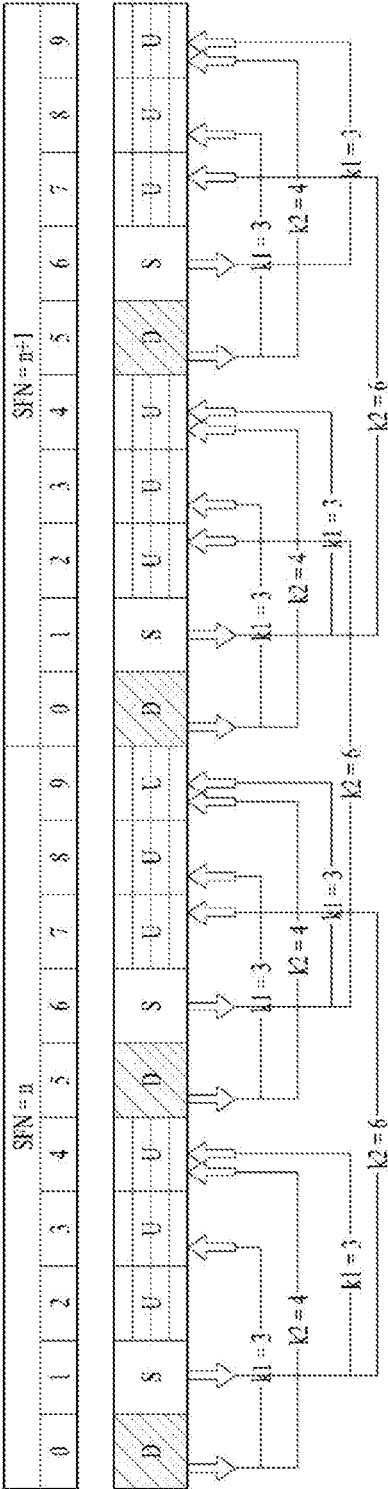 SFN = n SFN = n+1
0 1 2 3 4 5 6 7 8 9 0 1 2 3 4 5 6 7 8 9
D S U U U D S U U U D S U U U D S U U U
k1 = 3 k1 = 3 k1 = 3 k1 = 3
k2 = 4 k2 = 4 k2 = 4 k2 = 4
k1 = 3 k1 = 3 k1 = 3 k1 = 3
k2 = 6 k2 = 6 k2 = 6